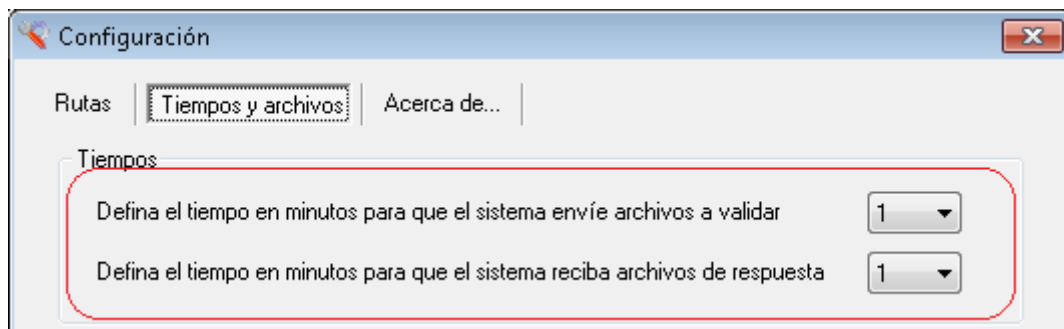 Configuración
Rutas Tiempos y archivos Acerca de...
Tiempos
Defina el tiempo en minutos para que el sistema envíe archivos a validar 1
Defina el tiempo en minutos para que el sistema reciba archivos de respuesta 1